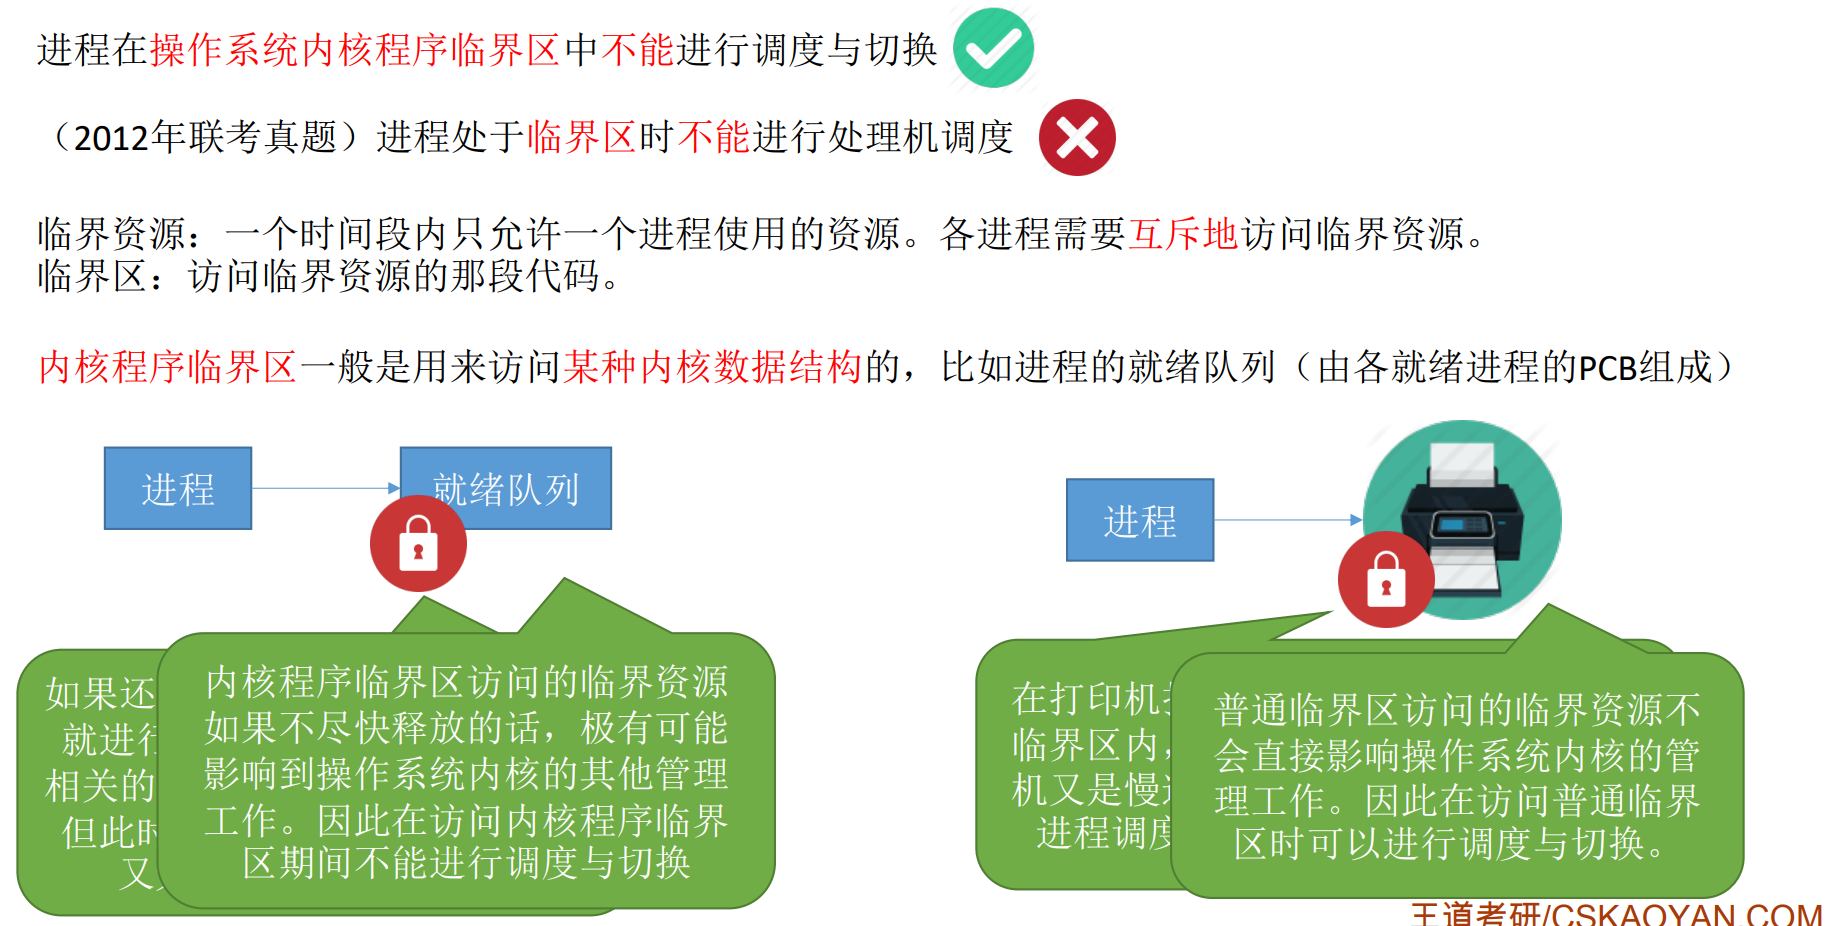 进程在操作系统内核程序临界区中不能进行调度与切换
（2012年联考真题）进程处于临界区时不能进行处理机调度
临界资源：一个时间段内只允许一个进程使用的资源。各进程需要互斥地访问临界资源。
临界区：访问临界资源的那段代码。
内核程序临界区一般是用来访问某种内核数据结构的，比如进程的就绪队列（由各就绪进程的PCB组成）
进程
就绪队列
如果还
就进行
相关的
但此时
又
内核程序临界区访问的临界资源
如果不尽快释放的话，极有可能
影响到操作系统内核的其他管理
工作。因此在访问内核程序临界
区期间不能进行调度与切换
进程
在打印机
临界区内，
机又是慢
进程调度
普通临界区访问的临界资源不
会直接影响操作系统内核的管
理工作。因此在访问普通临界
区时可以进行调度与切换。
王道考研/CSKAOYAN.COM